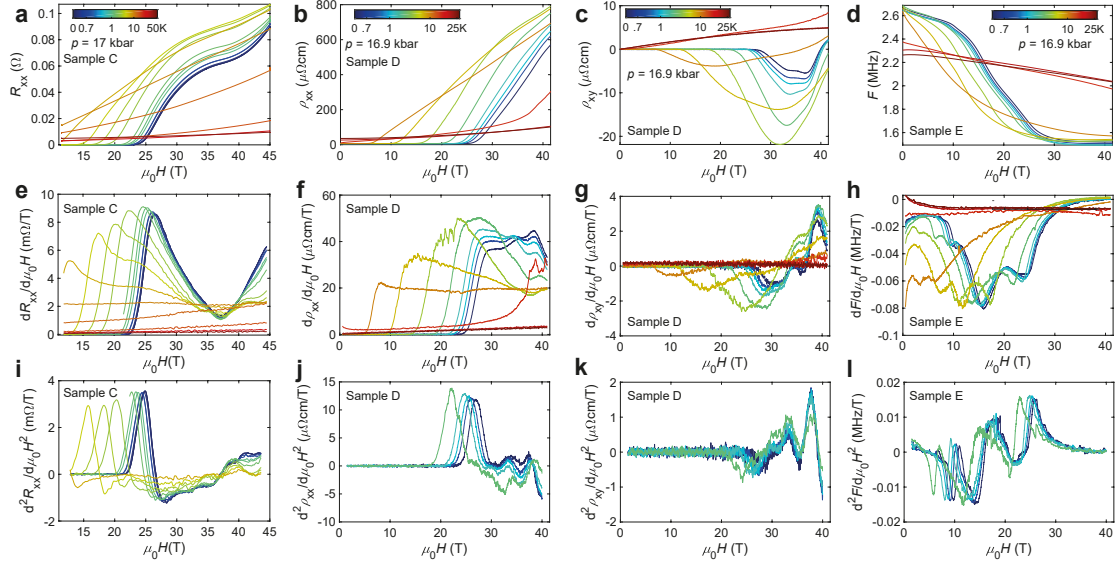 a
0 0.7 10 50K
1
p = 17 kbar
Sample C
R_xx (Ω)
0.1
0.08
0.06
0.04
0.02
0
15 20 25 30 35 40 45
μ0H (T)
b
0 0.7 10 25K
1
p = 16.9 kbar
Sample D
ρ_xx (μΩcm)
800
600
400
200
0
0 10 20 30 40
μ0H (T)
c
0 0.7 10 25K
1
p = 16.9 kbar
Sample D
ρ_xy (μΩcm)
10
0
-10
-20
0 10 20 30 40
μ0H (T)
d
0 0.7 10 25K
1
p = 16.9 kbar
Sample E
F (MHz)
2.6
2.4
2.2
2
1.8
1.6
0 10 20 30 40
μ0H (T)
e
Sample C
dR_xx/dμ0H (mΩ/T)
10
8
6
4
2
0
15 20 25 30 35 40 45
μ0H(T)
f
Sample D
dρ_xx/dμ0H (μΩcm/T)
60
40
20
0
0 10 20 30 40
μ0H (T)
g
Sample D
dρ_xy/dμ0H (μΩcm/T)
4
2
0
-2
-4
0 10 20 30 40
μ0H (T)
h
Sample E
dF/dμ0H (MHz/T)
0
-0.02
-0.04
-0.06
-0.08
-0.1
0 10 20 30 40
μ0H (T)
i
Sample C
d²R_xx/dμ0H² (mΩ/T)
4
2
0
-2
15 20 25 30 35 40 45
μ0H(T)
j
Sample D
d²ρ_xx/dμ0H² (μΩcm/T)
15
10
5
0
-5
-10
0 10 20 30 40
μ0H (T)
k
Sample D
d²ρ_xy/dμ0H² (μΩcm/T)
2
1
0
-1
-2
0 10 20 30 40
μ0H (T)
l
Sample E
d²F/dμ0H² (MHz/T)
0.02
0.01
0
-0.01
-0.02
0 10 20 30 40
μ0H (T)